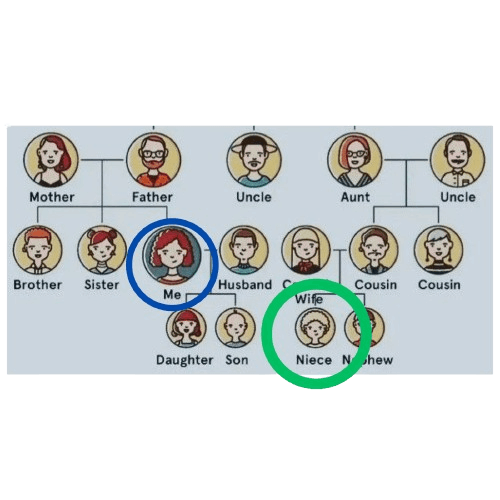 Mother Father Uncle Aunt Uncle
Brother Sister Me Husband Cousin Cousin
Wife
Daughter Son Niece